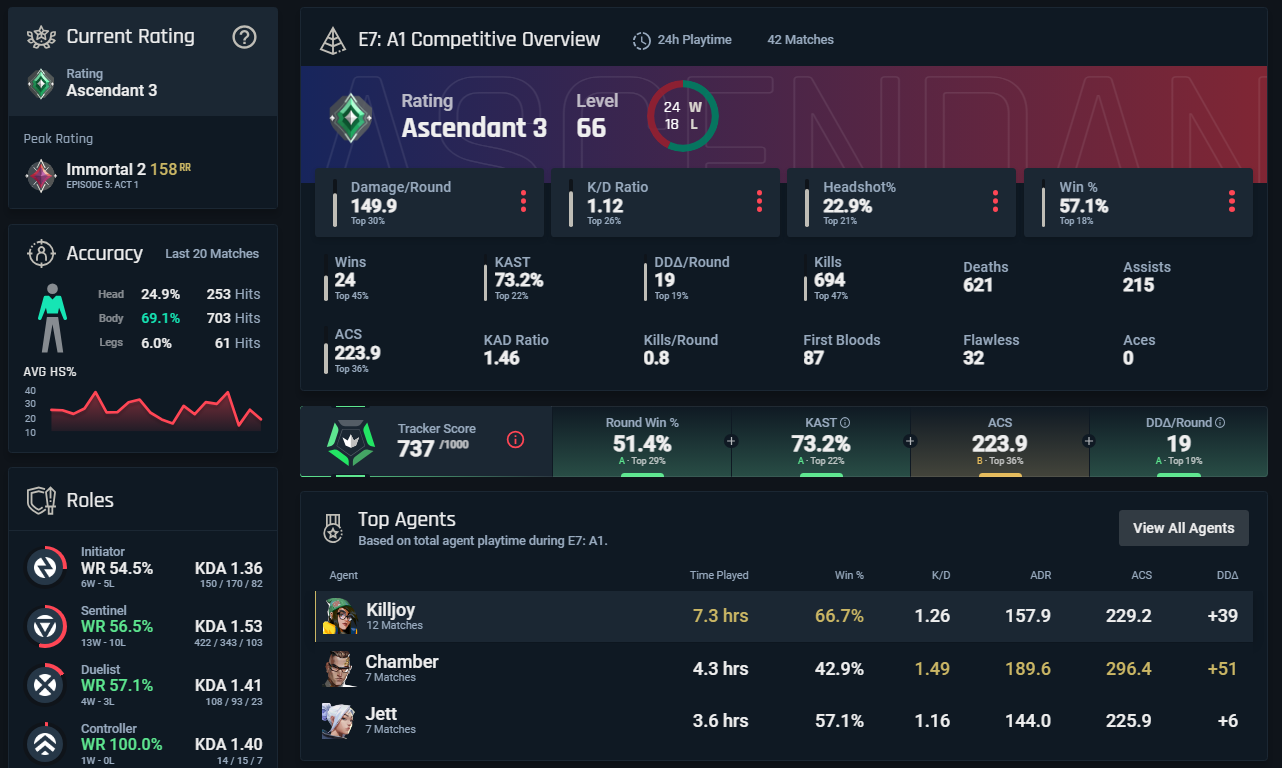 Current Rating
?
Rating
Ascendant 3
Peak Rating
Immortal 2 158 RR
EPISODE 5: ACT 1
Accuracy Last 20 Matches
Head 24.9% 253 Hits
Body 69.1% 703 Hits
Legs 6.0% 61 Hits
AVG HS%
40
30
20
10
Roles
Initiator
WR 54.5% KDA 1.36
6W - 5L 150 / 170 / 82
Sentinel
WR 56.5% KDA 1.53
13W - 10L 422 / 343 / 103
Duelist
WR 57.1% KDA 1.41
4W - 3L 108 / 93 / 23
Controller
WR 100.0% KDA 1.40
1W - 0L 14 / 15 / 7
E7: A1 Competitive Overview 24h Playtime 42 Matches
ASCENDAN
Rating Level
Ascendant 3 66
24 W
18 L
Damage/Round K/D Ratio Headshot% Win %
149.9 1.12 22.9% 57.1%
Top 30% Top 26% Top 21% Top 18%
Wins KAST DDΔ/Round Kills Deaths Assists
24 73.2% 19 694 621 215
Top 45% Top 22% Top 19% Top 47%
ACS KAD Ratio Kills/Round First Bloods Flawless Aces
223.9 1.46 0.8 87 32 0
Top 36%
Tracker Score Round Win % KAST ACS DDΔ/Round
737 /1000 51.4% + 73.2% + 223.9 + 19
A - Top 29% A - Top 22% B - Top 36% A - Top 19%
Top Agents
Based on total agent playtime during E7: A1.
View All Agents
Agent Time Played Win % K/D ADR ACS DDΔ
Killjoy 7.3 hrs 66.7% 1.26 157.9 229.2 +39
12 Matches
Chamber 4.3 hrs 42.9% 1.49 189.6 296.4 +51
7 Matches
Jett 3.6 hrs 57.1% 1.16 144.0 225.9 +6
7 Matches